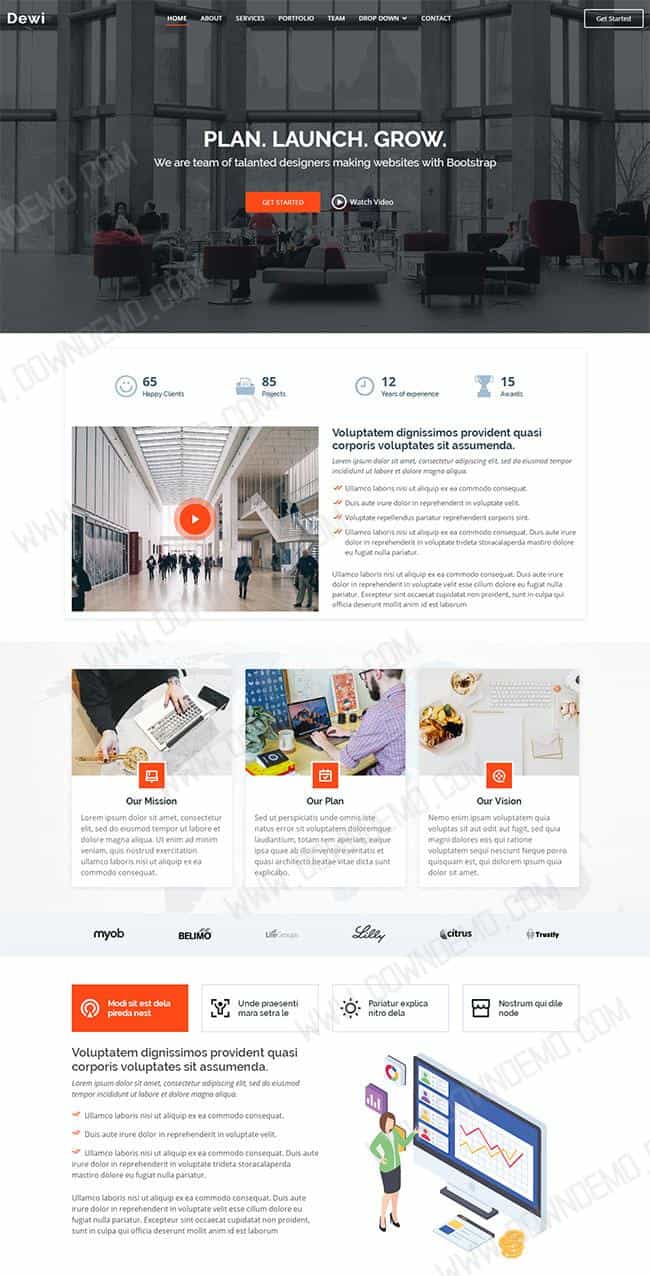 Dewi
HOME ABOUT SERVICES PORTFOLIO TEAM DROP DOWN CONTACT
Get Started
PLAN. LAUNCH. GROW.
We are team of talanted designers making websites with Bootstrap
GET STARTED
Watch Video
65
Happy Clients
85
Projects
12
Years of experience
15
Awards
Voluptatem dignissimos provident quasi
corporis voluptates sit assumenda.
Lorem ipsum dolor sit amet, consectetur adipiscing elit, sed do eiusmod tempor
incididunt ut labore et dolore magna aliqua.
Ullamco laboris nisi ut aliquip ex ea commodo consequat.
Duis aute irure dolor in reprehenderit in voluptate velit.
Voluptate repellendus pariatur reprehenderit corporis sint.
Ullamco laboris nisi ut aliquip ex ea commodo consequat. Duis aute irure
dolor in reprehenderit in voluptate trideta storacalaperda mastiro dolore
eu fugiat nulla pariatur.
Ullamco laboris nisi ut aliquip ex ea commodo consequat. Duis aute irure
dolor in reprehenderit in voluptate velit esse cillum dolore eu fugiat nulla
pariatur. Excepteur sint occaecat cupidatat non proident, sunt in culpa qui
officia deserunt mollit anim id est laborum
Our Mission
Lorem ipsum dolor sit amet, consectetur
elit, sed do eiusmod tempor ut labore et
dolore magna aliqua. Ut enim ad minim
veniam, quis nostrud exercitation
ullamco laboris nisi ut aliquip ex ea
commodo consequat.
Our Plan
Sed ut perspiciatis unde omnis iste
natus error sit voluptatem doloremque
laudantium, totam rem aperiam, eaque
ipsa quae ab illo inventore veritatis et
quasi architecto beatae vitae dicta sunt
explicabo.
Our Vision
Nemo enim ipsam voluptatem quia
voluptas sit aut odit aut fugit, sed quia
magni dolores eos qui ratione
voluptatem sequi nesciunt Neque porro
quisquam est, qui dolorem ipsum quia
dolor sit amet.
myob
BELIMO
LifeGroups
Lilly
citrus
Trustly
Modi sit est dela
pireda nest
Unde praesenti
mara setra le
Pariatur explica
nitro dela
Nostrum qui dile
node
Voluptatem dignissimos provident quasi
corporis voluptates sit assumenda.
Lorem ipsum dolor sit amet, consectetur adipiscing elit, sed do eiusmod
tempor incididunt ut labore et dolore magna aliqua.
Ullamco laboris nisi ut aliquip ex ea commodo consequat.
Duis aute irure dolor in reprehenderit in voluptate velit.
Ullamco laboris nisi ut aliquip ex ea commodo consequat. Duis aute
irure dolor in reprehenderit in voluptate trideta storacalaperda
mastiro dolore eu fugiat nulla pariatur.
Ullamco laboris nisi ut aliquip ex ea commodo consequat. Duis aute
irure dolor in reprehenderit in voluptate velit esse cillum dolore eu
fugiat nulla pariatur. Excepteur sint occaecat cupidatat non proident,
sunt in culpa qui officia deserunt mollit anim id est laborum
WWW.DOWNDEMO.COM